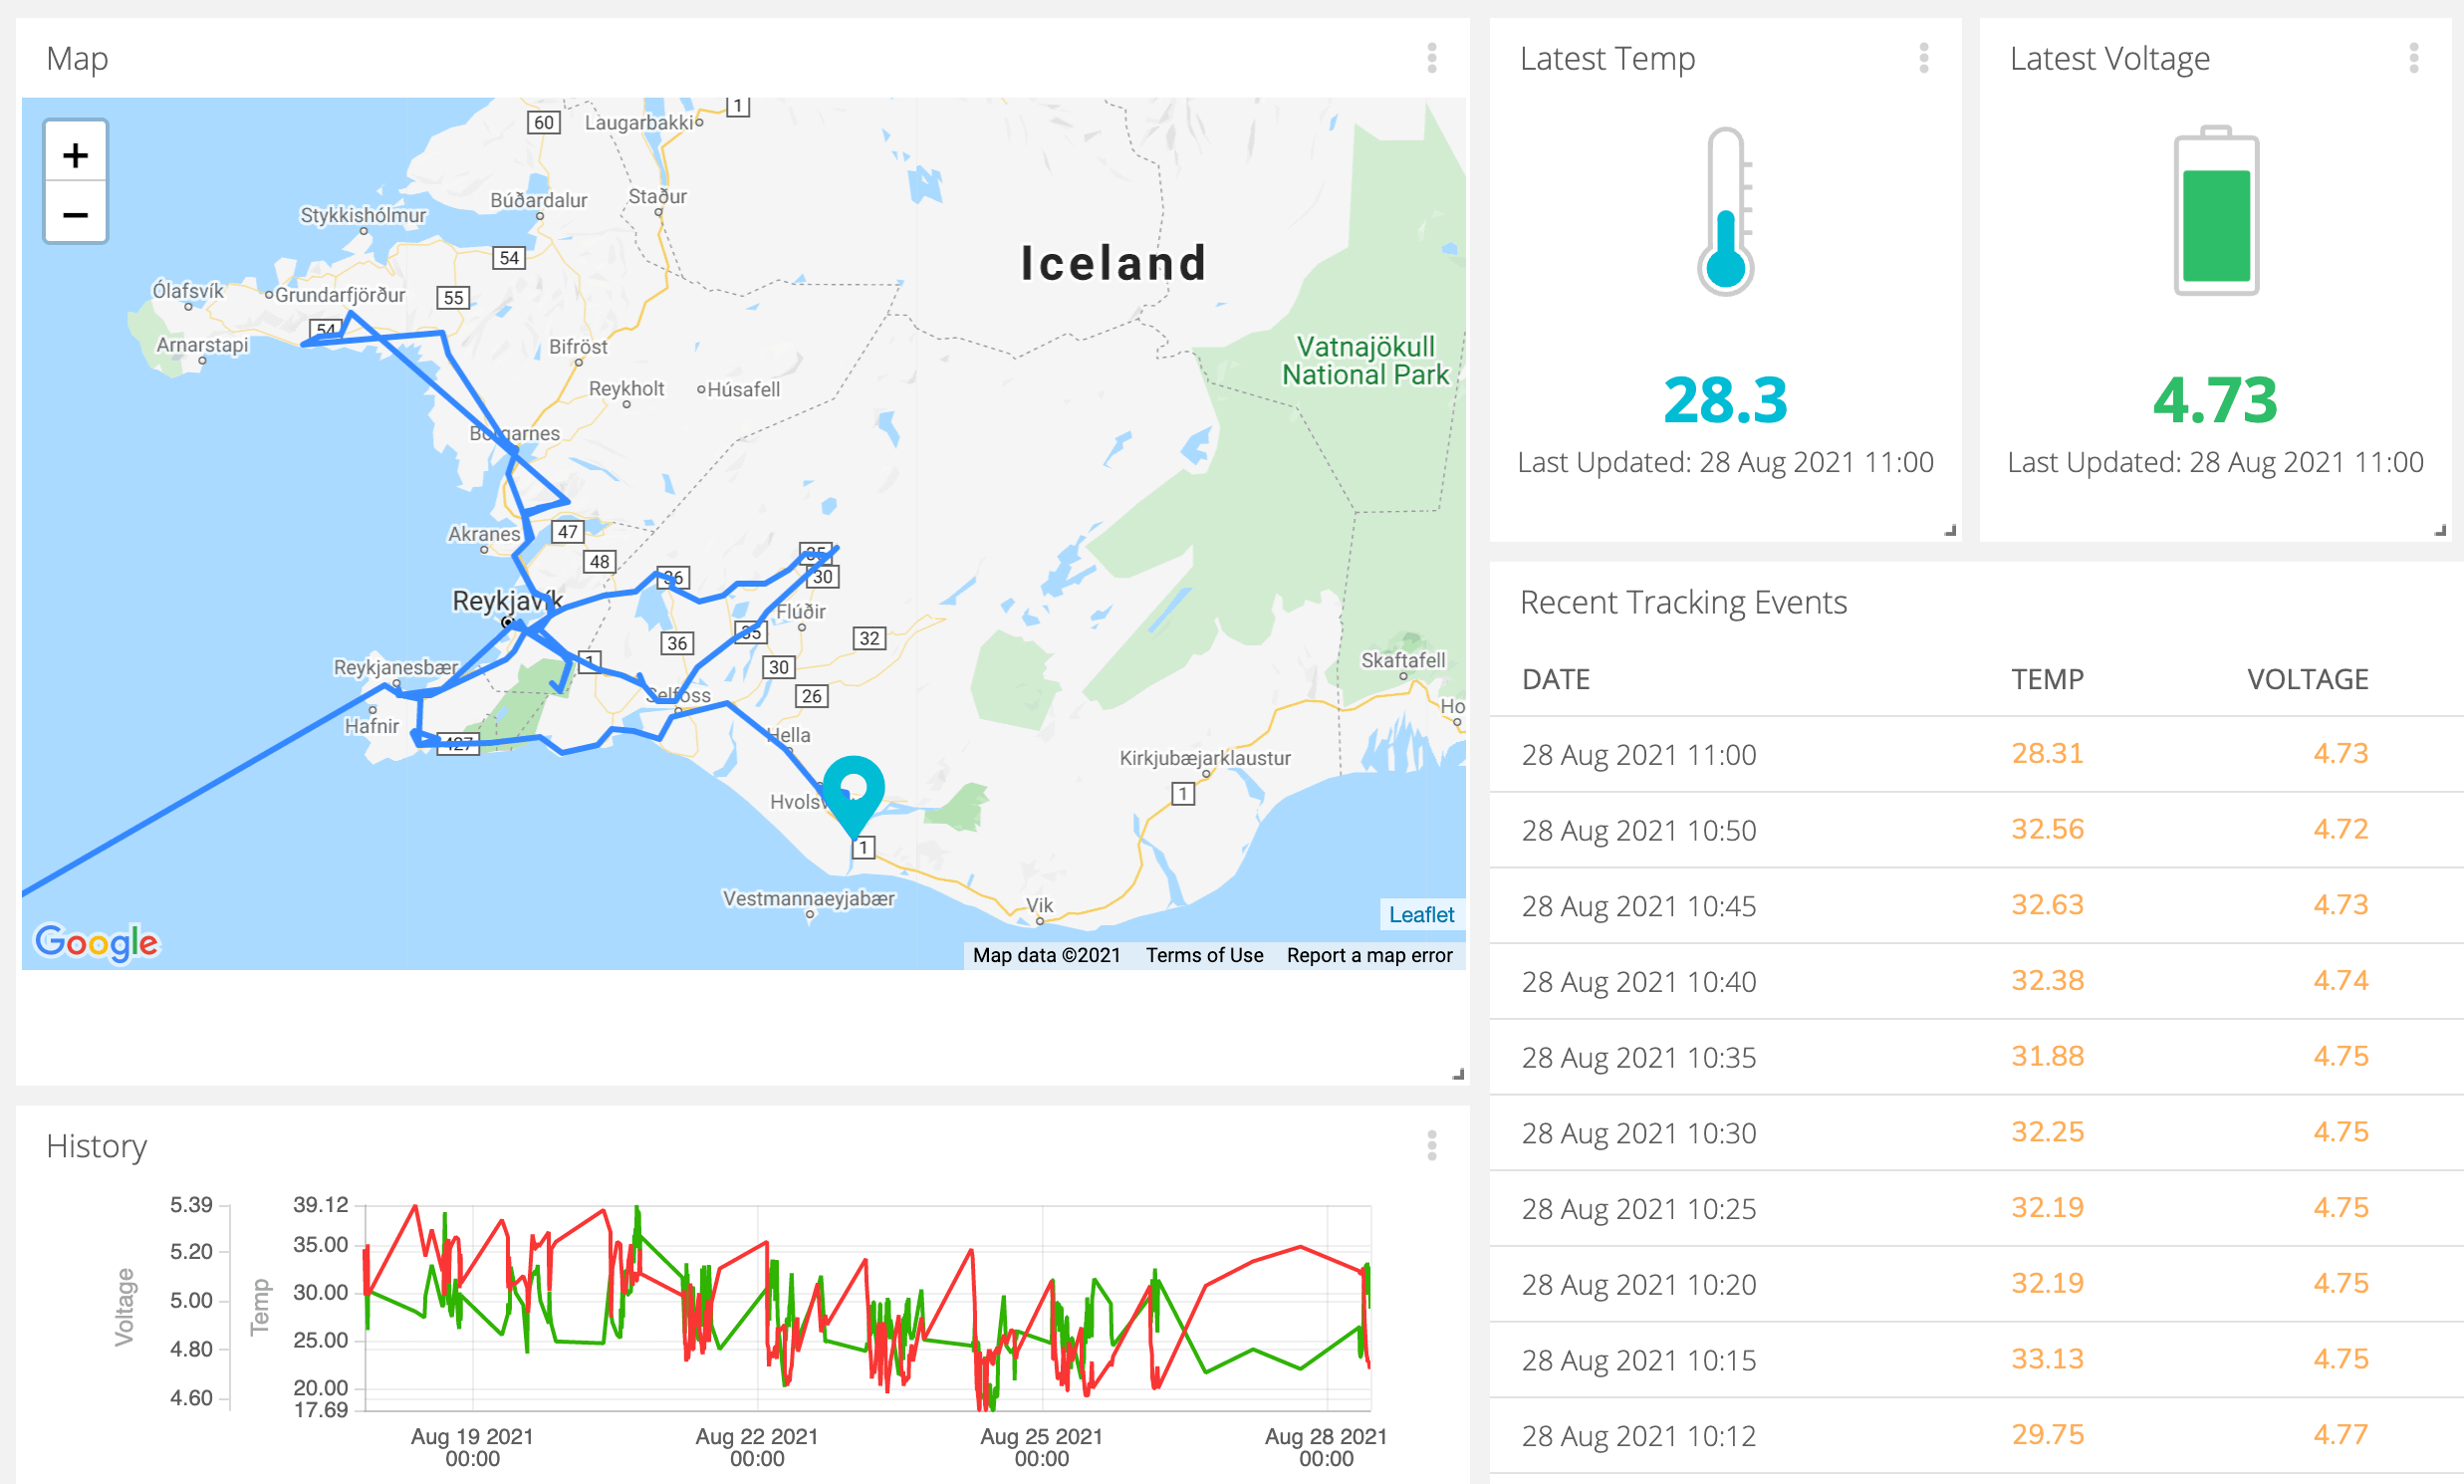 Map
+
−
60
Laugarbakki
1
Búðardalur
Staður
Stykkishólmur
54
Iceland
Ólafsvík
Grundarfjörður
55
54
Arnarstapi
Bifröst
Vatnajökull
National Park
Reykholt
Húsafell
Borgarnes
Akranes
47
48
35
36
30
Reykjavík
Flúðir
36
35
32
1
30
Reykjanesbær
Skaftafell
Selfoss
26
Ho
Hafnir
427
Hella
Kirkjubæjarklaustur
1
Hvolsv
1
Vestmannaeyjabær
Vik
Leaflet
Google
Map data ©2021 Terms of Use Report a map error
Latest Temp
28.3
Last Updated: 28 Aug 2021 11:00
Latest Voltage
4.73
Last Updated: 28 Aug 2021 11:00
Recent Tracking Events
DATE TEMP VOLTAGE
28 Aug 2021 11:00 28.31 4.73
28 Aug 2021 10:50 32.56 4.72
28 Aug 2021 10:45 32.63 4.73
28 Aug 2021 10:40 32.38 4.74
28 Aug 2021 10:35 31.88 4.75
28 Aug 2021 10:30 32.25 4.75
28 Aug 2021 10:25 32.19 4.75
28 Aug 2021 10:20 32.19 4.75
28 Aug 2021 10:15 33.13 4.75
28 Aug 2021 10:12 29.75 4.77
History
Voltage
5.39
5.20
5.00
4.80
4.60
Temp
39.12
35.00
30.00
25.00
20.00
17.69
Aug 19 2021 Aug 22 2021 Aug 25 2021 Aug 28 2021
00:00 00:00 00:00 00:00